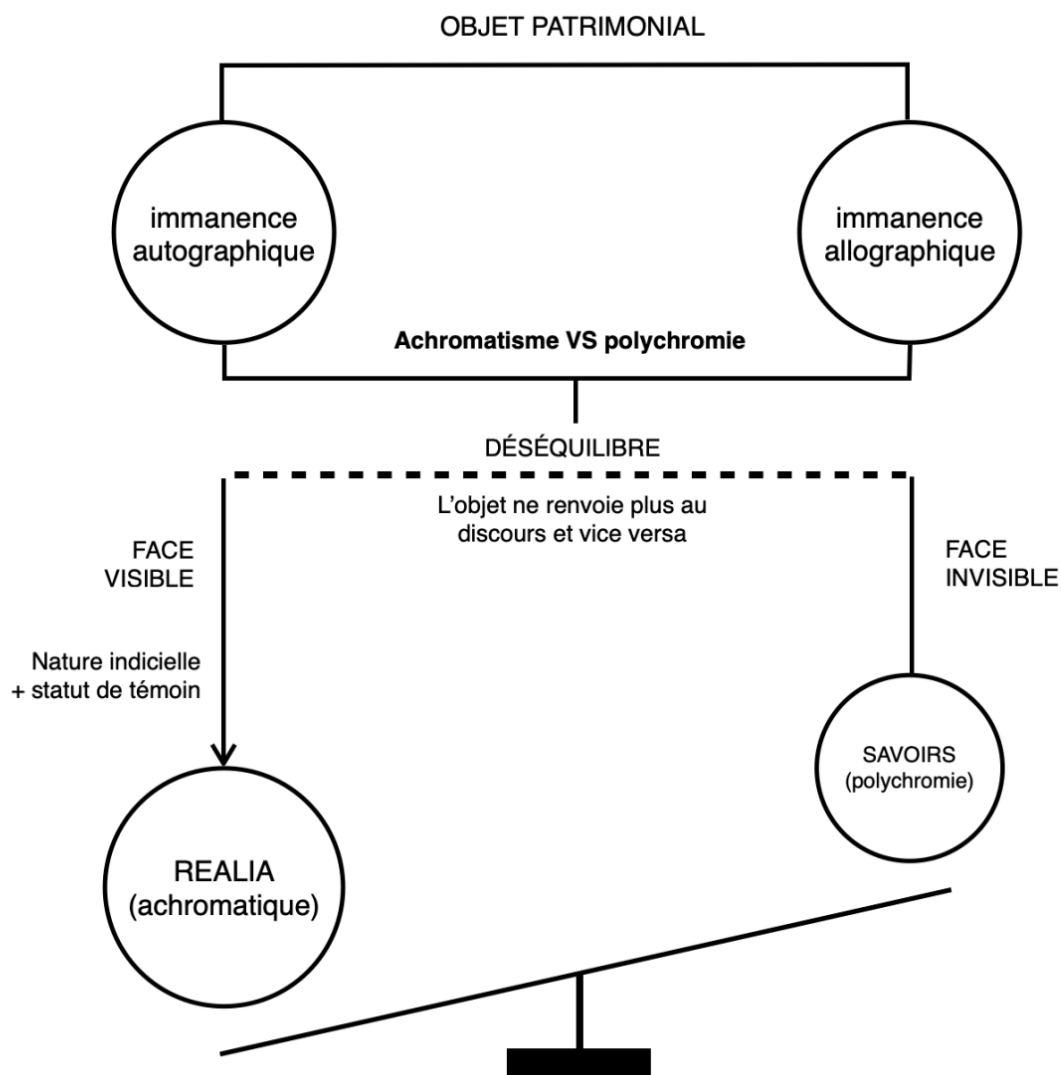 OBJET PATRIMONIAL
immanence
autographique
immanence
allographique
Achromatisme VS polychromie
DÉSÉQUILIBRE
L'objet ne renvoie plus au
discours et vice versa
FACE
VISIBLE
FACE
INVISIBLE
Nature indicielle
+ statut de témoin
SAVOIRS
(polychromie)
REALIA
(achromatique)